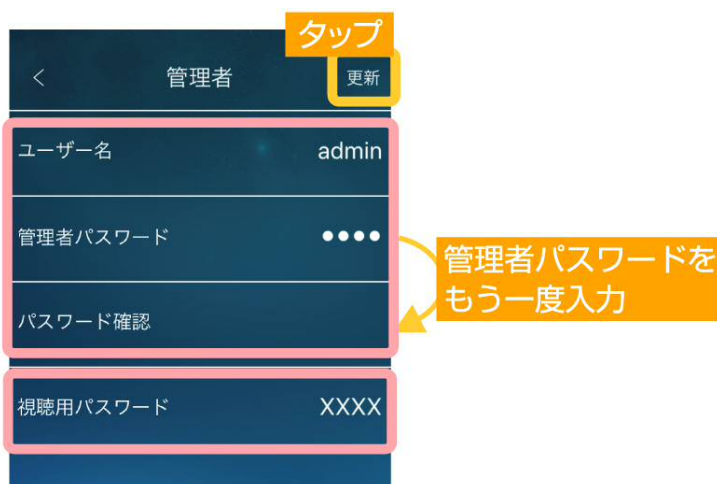 タップ
< 管理者 更新
ユーザー名 admin
管理者パスワード ●●●●
パスワード確認
管理者パスワードを
もう一度入力
視聴用パスワード XXXX